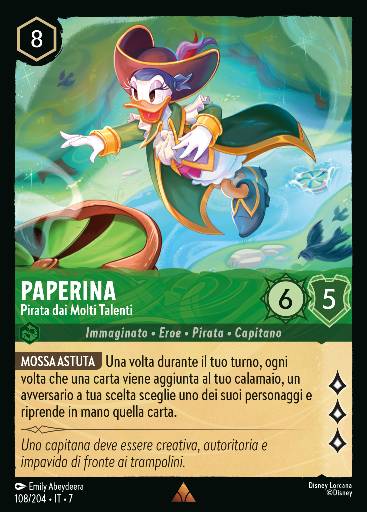 8
PAPERINA
Pirata dai Molti Talenti
6
5
Immaginato • Eroe • Pirata • Capitano
MOSSA ASTUTA Una volta durante il tuo turno, ogni
volta che una carta viene aggiunta al tuo calamaio, un
avversario a tua scelta sceglie uno dei suoi personaggi e
riprende in mano quella carta.
Una capitana deve essere creativa, autoritaria e
impavida di fronte ai trampolini.
Emily Abeydeera
108/204 • IT • 7
Disney Lorcana
©Disney